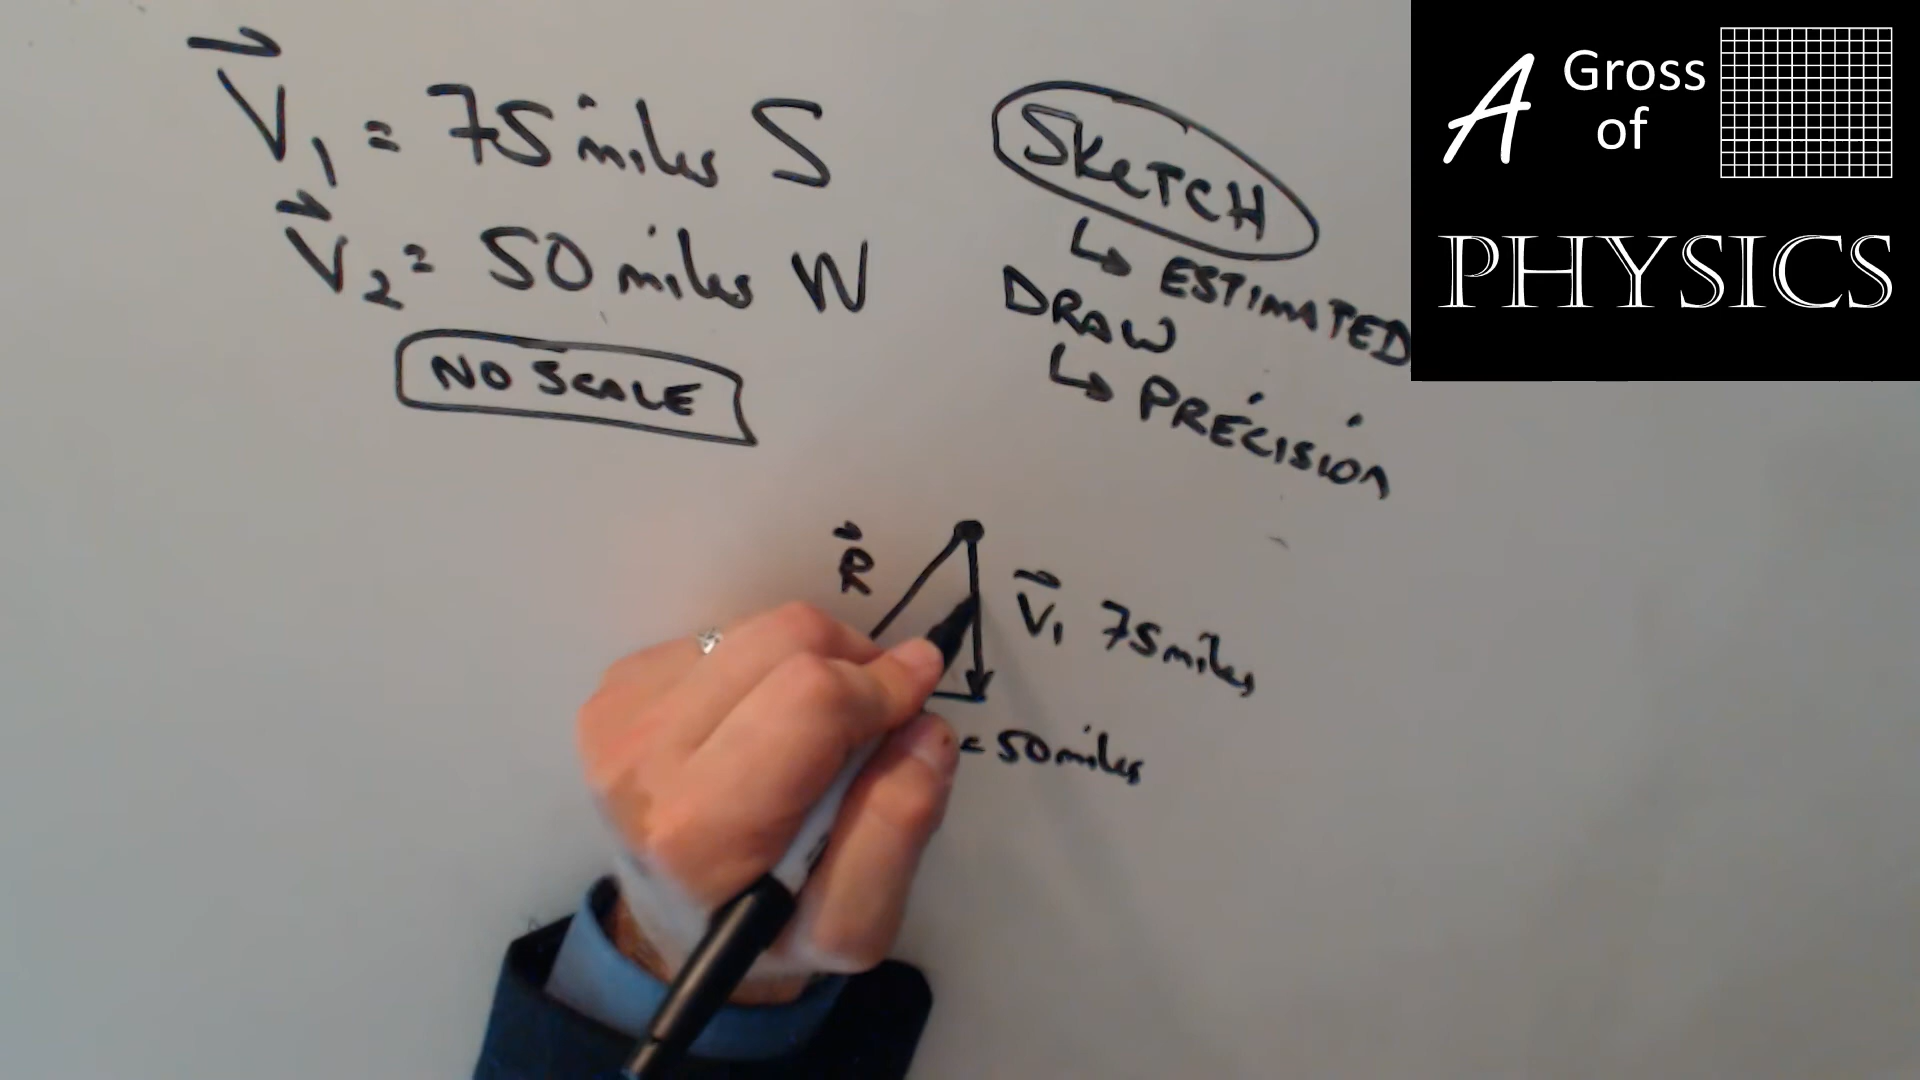 V₁ = 75 miles S
V₂ = 50 miles W
NO SCALE
SKeTCH
↳ ESTIMATED
DRAW
↳ PRECISION
A Gross of
PHYSICS
R
V₁ 75 miles
= 50 miles